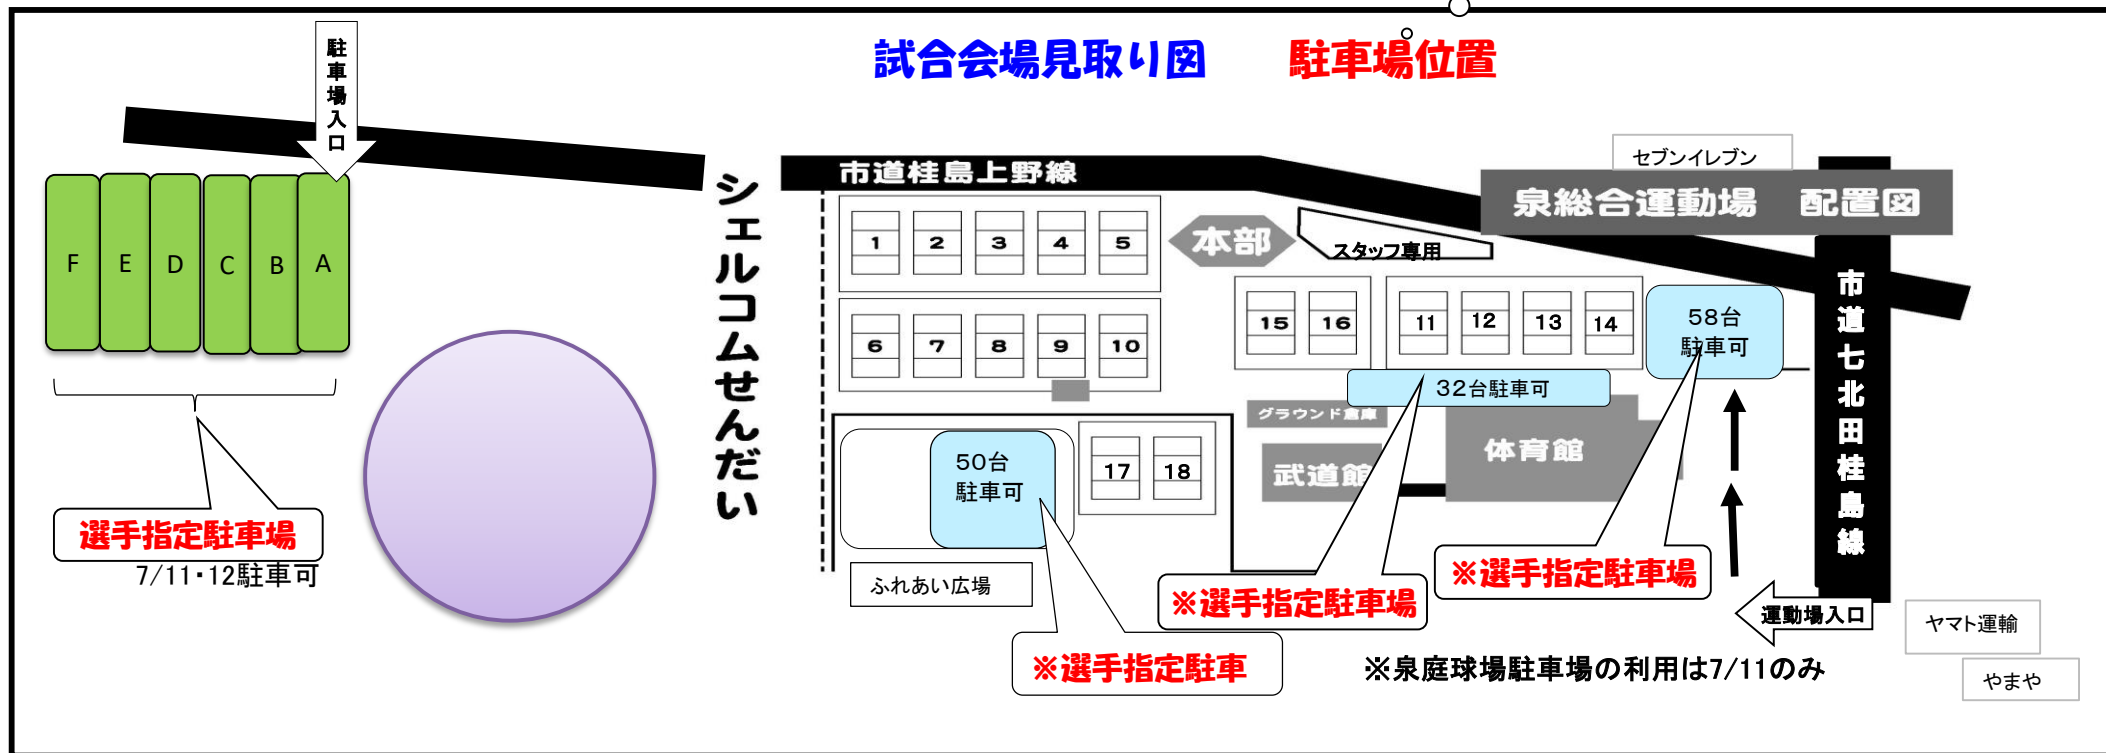 試合会場見取り図 駐車場位置
駐車場入口
セブンイレブン
市道桂島上野線
泉総合運動場 配置図
シェルコムせんだい
本部
スタッフ専用
1 2 3 4 5
F E D C B A
市道七北田桂島線
15 16 11 12 13 14
58台
駐車可
6 7 8 9 10
32台駐車可
グラウンド倉庫
体育館
武道館
50台
駐車可
17 18
選手指定駐車場
7/11・12駐車可
ふれあい広場
※選手指定駐車場
※選手指定駐車場
※選手指定駐車
運動場入口
ヤマト運輸
※泉庭球場駐車場の利用は7/11のみ
やまや